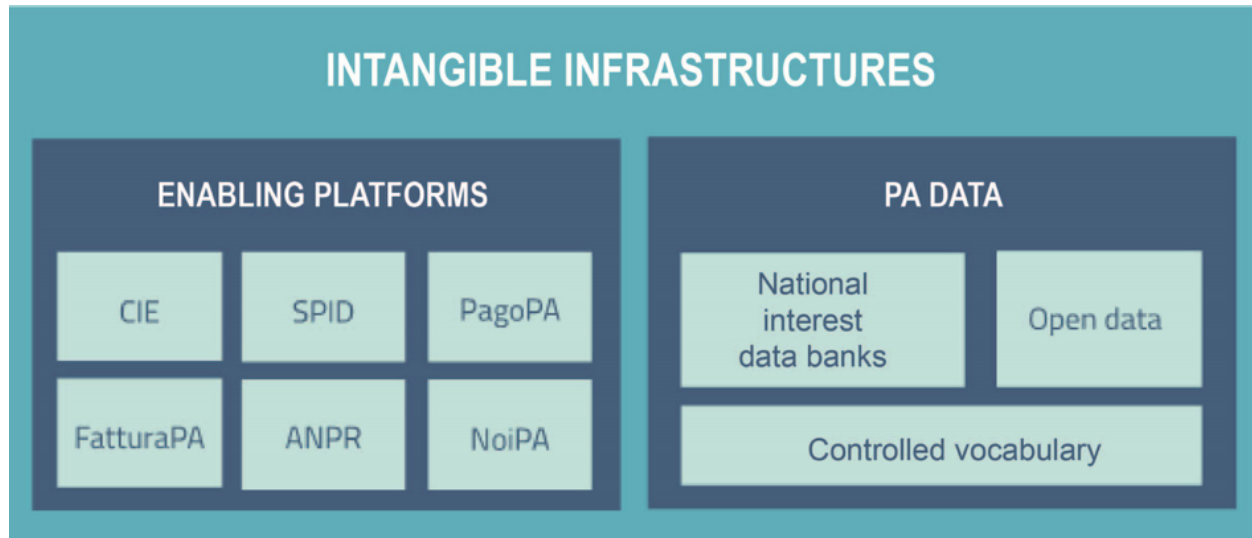 INTANGIBLE INFRASTRUCTURES
ENABLING PLATFORMS
CIE
SPID
PagoPA
FatturaPA
ANPR
NoiPA
PA DATA
National
interest
data banks
Open data
Controlled vocabulary